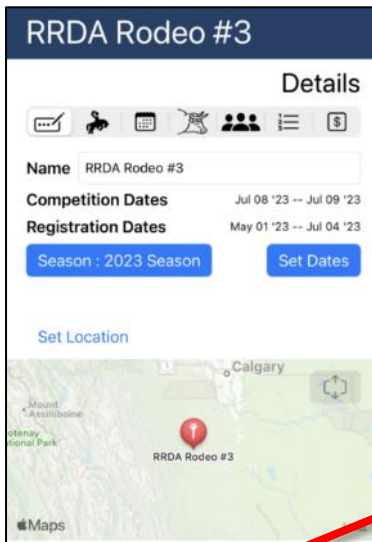 RRDA Rodeo #3
Details
Name RRDA Rodeo #3
Competition Dates Jul 08 '23 -- Jul 09 '23
Registration Dates May 01 '23 -- Jul 04 '23
Season : 2023 Season Set Dates
Set Location
Calgary
Mount
Assiniboine
otenay
tional Park
RRDA Rodeo #3
Maps